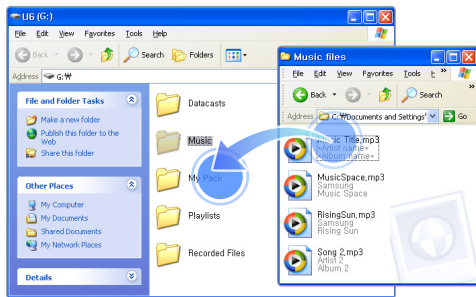 U6 (G:)
File Edit View Favorites Tools Help
Back Search Folders
Address G:₩
File and Folder Tasks
Make a new folder
Publish this folder to the
Web
Share this folder
Other Places
My Computer
My Documents
Shared Documents
My Network Places
Details
Datacasts
Music
My Pack
Playlists
Recorded Files
Music files
File Edit View Favorites Tools »
Back Search »
Address C:₩Documents and Settings Go
Music Title,mp3
*Artist name*
*Album name*
MusicSpace,mp3
Samsung
Music Space
RisingSun,mp3
Samsung
Rising Sun
Song 2,mp3
Artist 2
Album 2